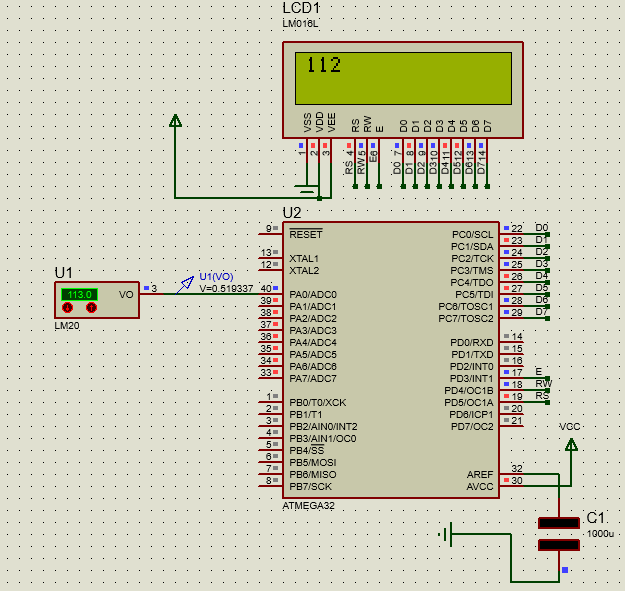 LCD1
LM016L
112
VSS
VDD
VEE
RS
RW
E
D0
D1
D2
D3
D4
D5
D6
D7
1
2
3
4
5
6
7
8
9
10
11
12
13
14
RS
RW
E
D0
D1
D2
D3
D4
D5
D6
D7
U2
9 RESET
13 XTAL1
12 XTAL2
40 PA0/ADC0
39 PA1/ADC1
38 PA2/ADC2
37 PA3/ADC3
36 PA4/ADC4
35 PA5/ADC5
34 PA6/ADC6
33 PA7/ADC7
1 PB0/T0/XCK
2 PB1/T1
3 PB2/AIN0/INT2
4 PB3/AIN1/OC0
5 PB4/SS
6 PB5/MOSI
7 PB6/MISO
8 PB7/SCK
PC0/SCL 22 D0
PC1/SDA 23 D1
PC2/TCK 24 D2
PC3/TMS 25 D3
PC4/TDO 26 D4
PC5/TDI 27 D5
PC6/TOSC1 28 D6
PC7/TOSC2 29 D7
PD0/RXD 14
PD1/TXD 15
PD2/INT0 16
PD3/INT1 17 E
PD4/OC1B 18 RW
PD5/OC1A 19 RS
PD6/ICP1 20
PD7/OC2 21
AREF 32
AVCC 30
ATMEGA32
U1
113.0
VO 3
LM20
U1(VO)
V=0.519337
VCC
C1
1000u